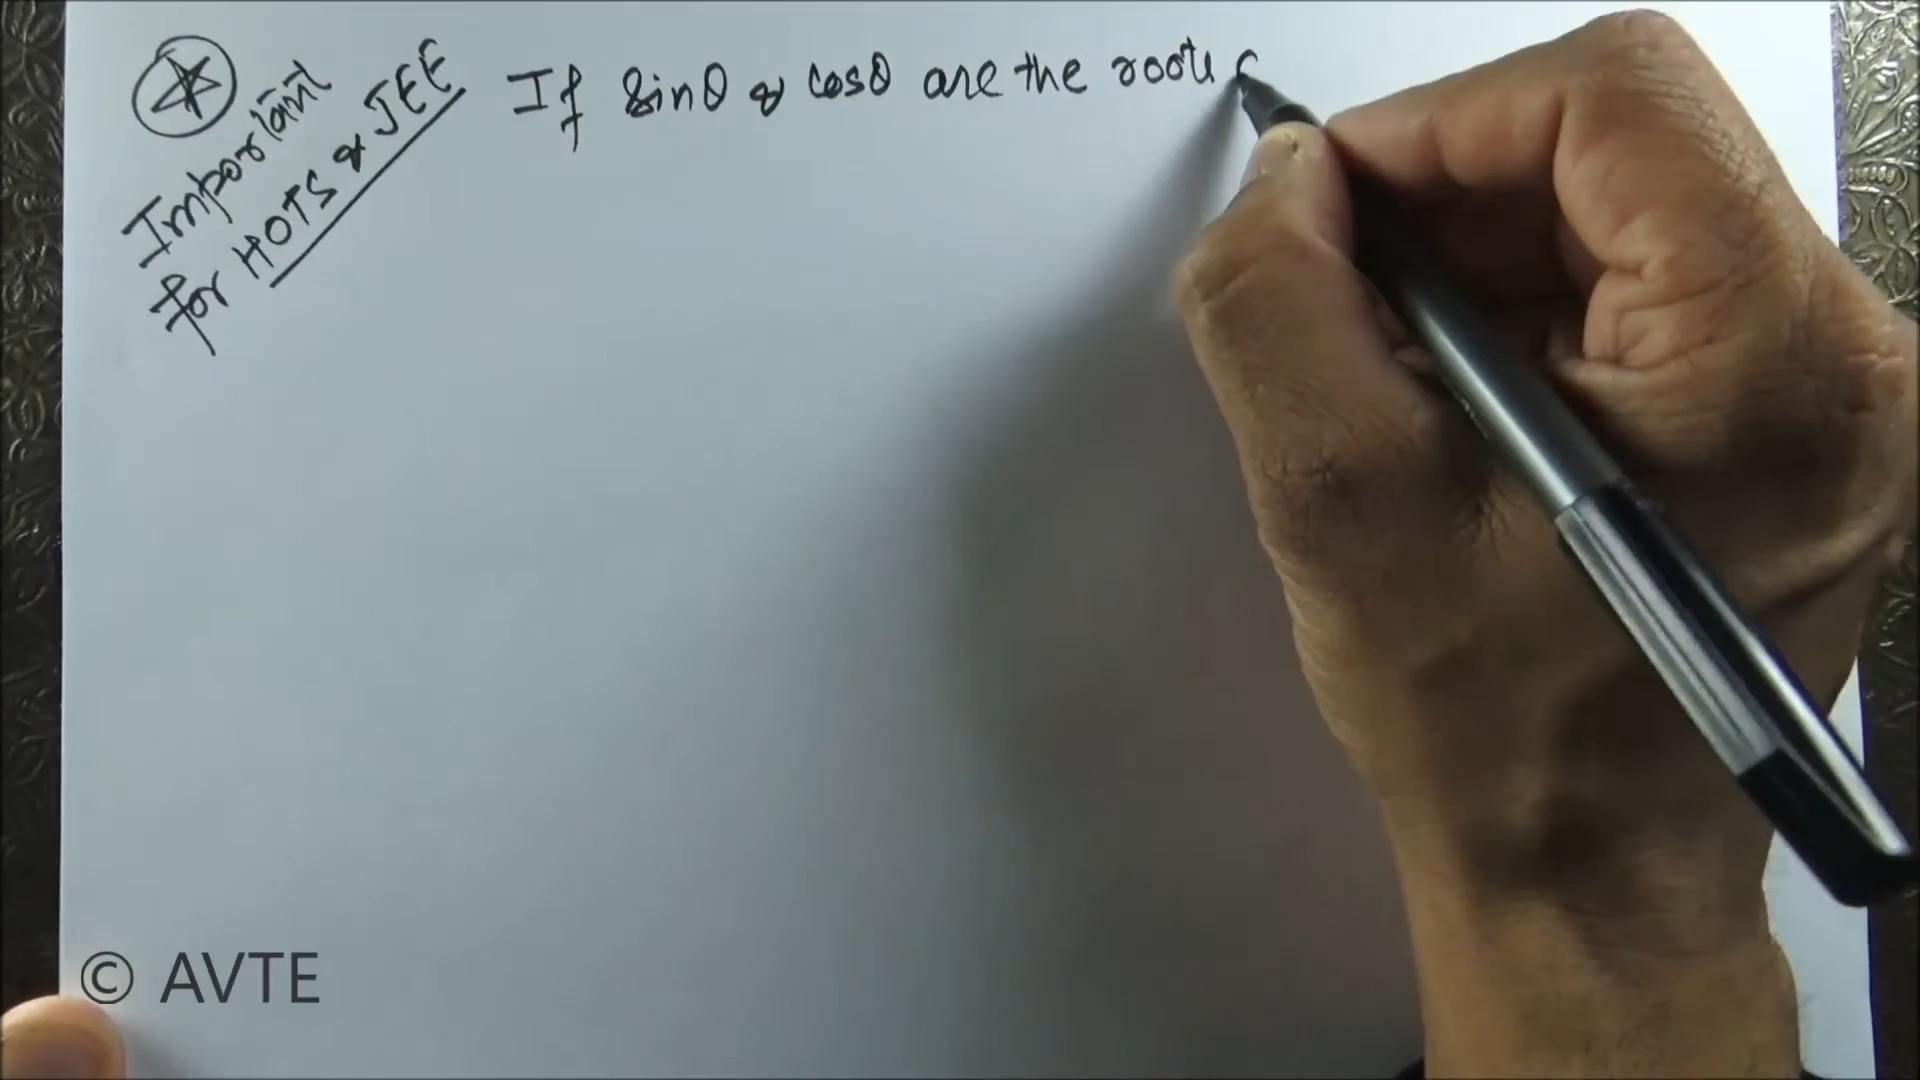 Important
for HOTS & JEE
If sinθ & cosθ are the roots
© AVTE